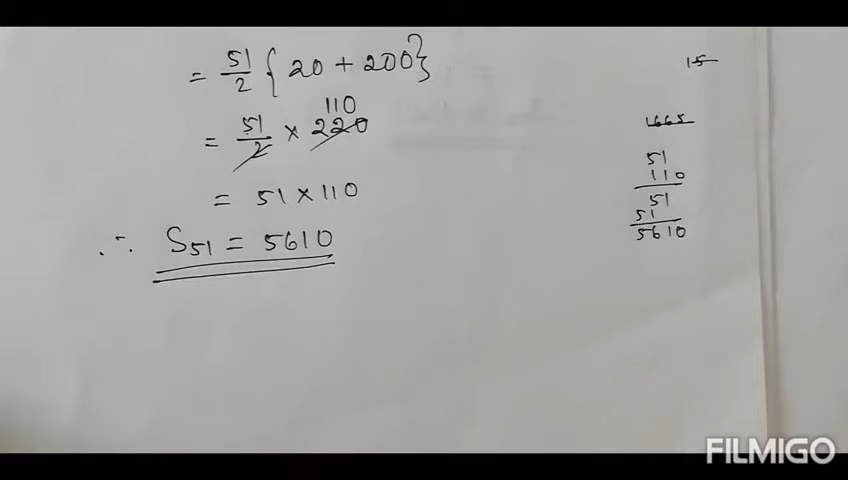 = 51/2 { 20 + 200}
= 51/2 × 220
110
= 51 × 110
∴ S51 = 5610
15
1665
51
110
51
51
5610
FILMIGO